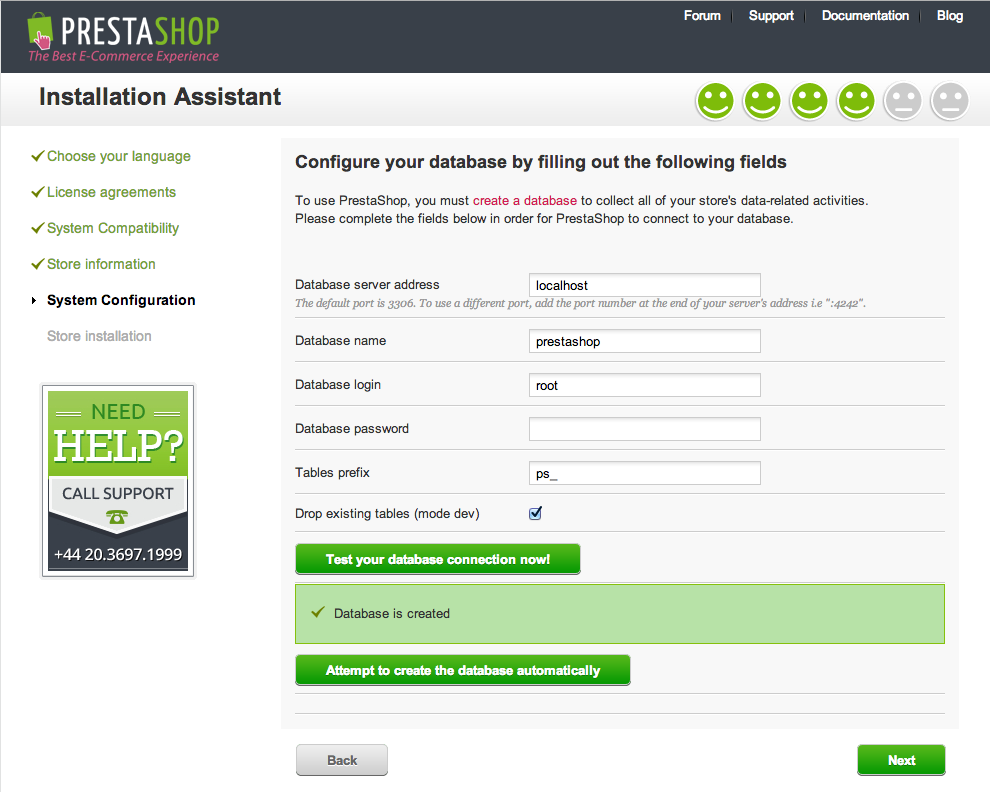 PRESTASHOP
The Best E-Commerce Experience
Forum
Support
Documentation
Blog
Installation Assistant
Choose your language
License agreements
System Compatibility
Store information
System Configuration
Store installation
NEED
HELP?
CALL SUPPORT
+44 20.3697.1999
Configure your database by filling out the following fields
To use PrestaShop, you must create a database to collect all of your store's data-related activities.
Please complete the fields below in order for PrestaShop to connect to your database.
Database server address
localhost
The default port is 3306. To use a different port, add the port number at the end of your server's address i.e ":4242".
Database name
prestashop
Database login
root
Database password
Tables prefix
ps_
Drop existing tables (mode dev)
Test your database connection now!
Database is created
Attempt to create the database automatically
Back
Next